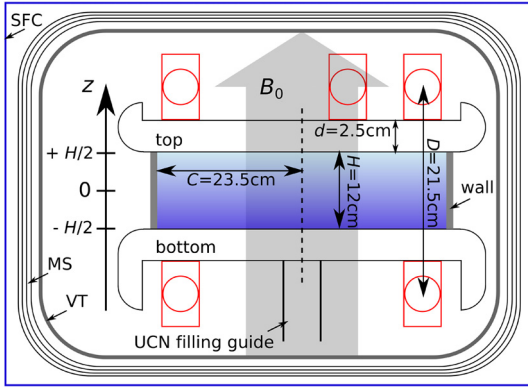 SFC
z
B₀
d=2.5cm
top
+ H/2
C=23.5cm
H=12cm
D=21.5cm
0
wall
- H/2
bottom
MS
VT
UCN filling guide